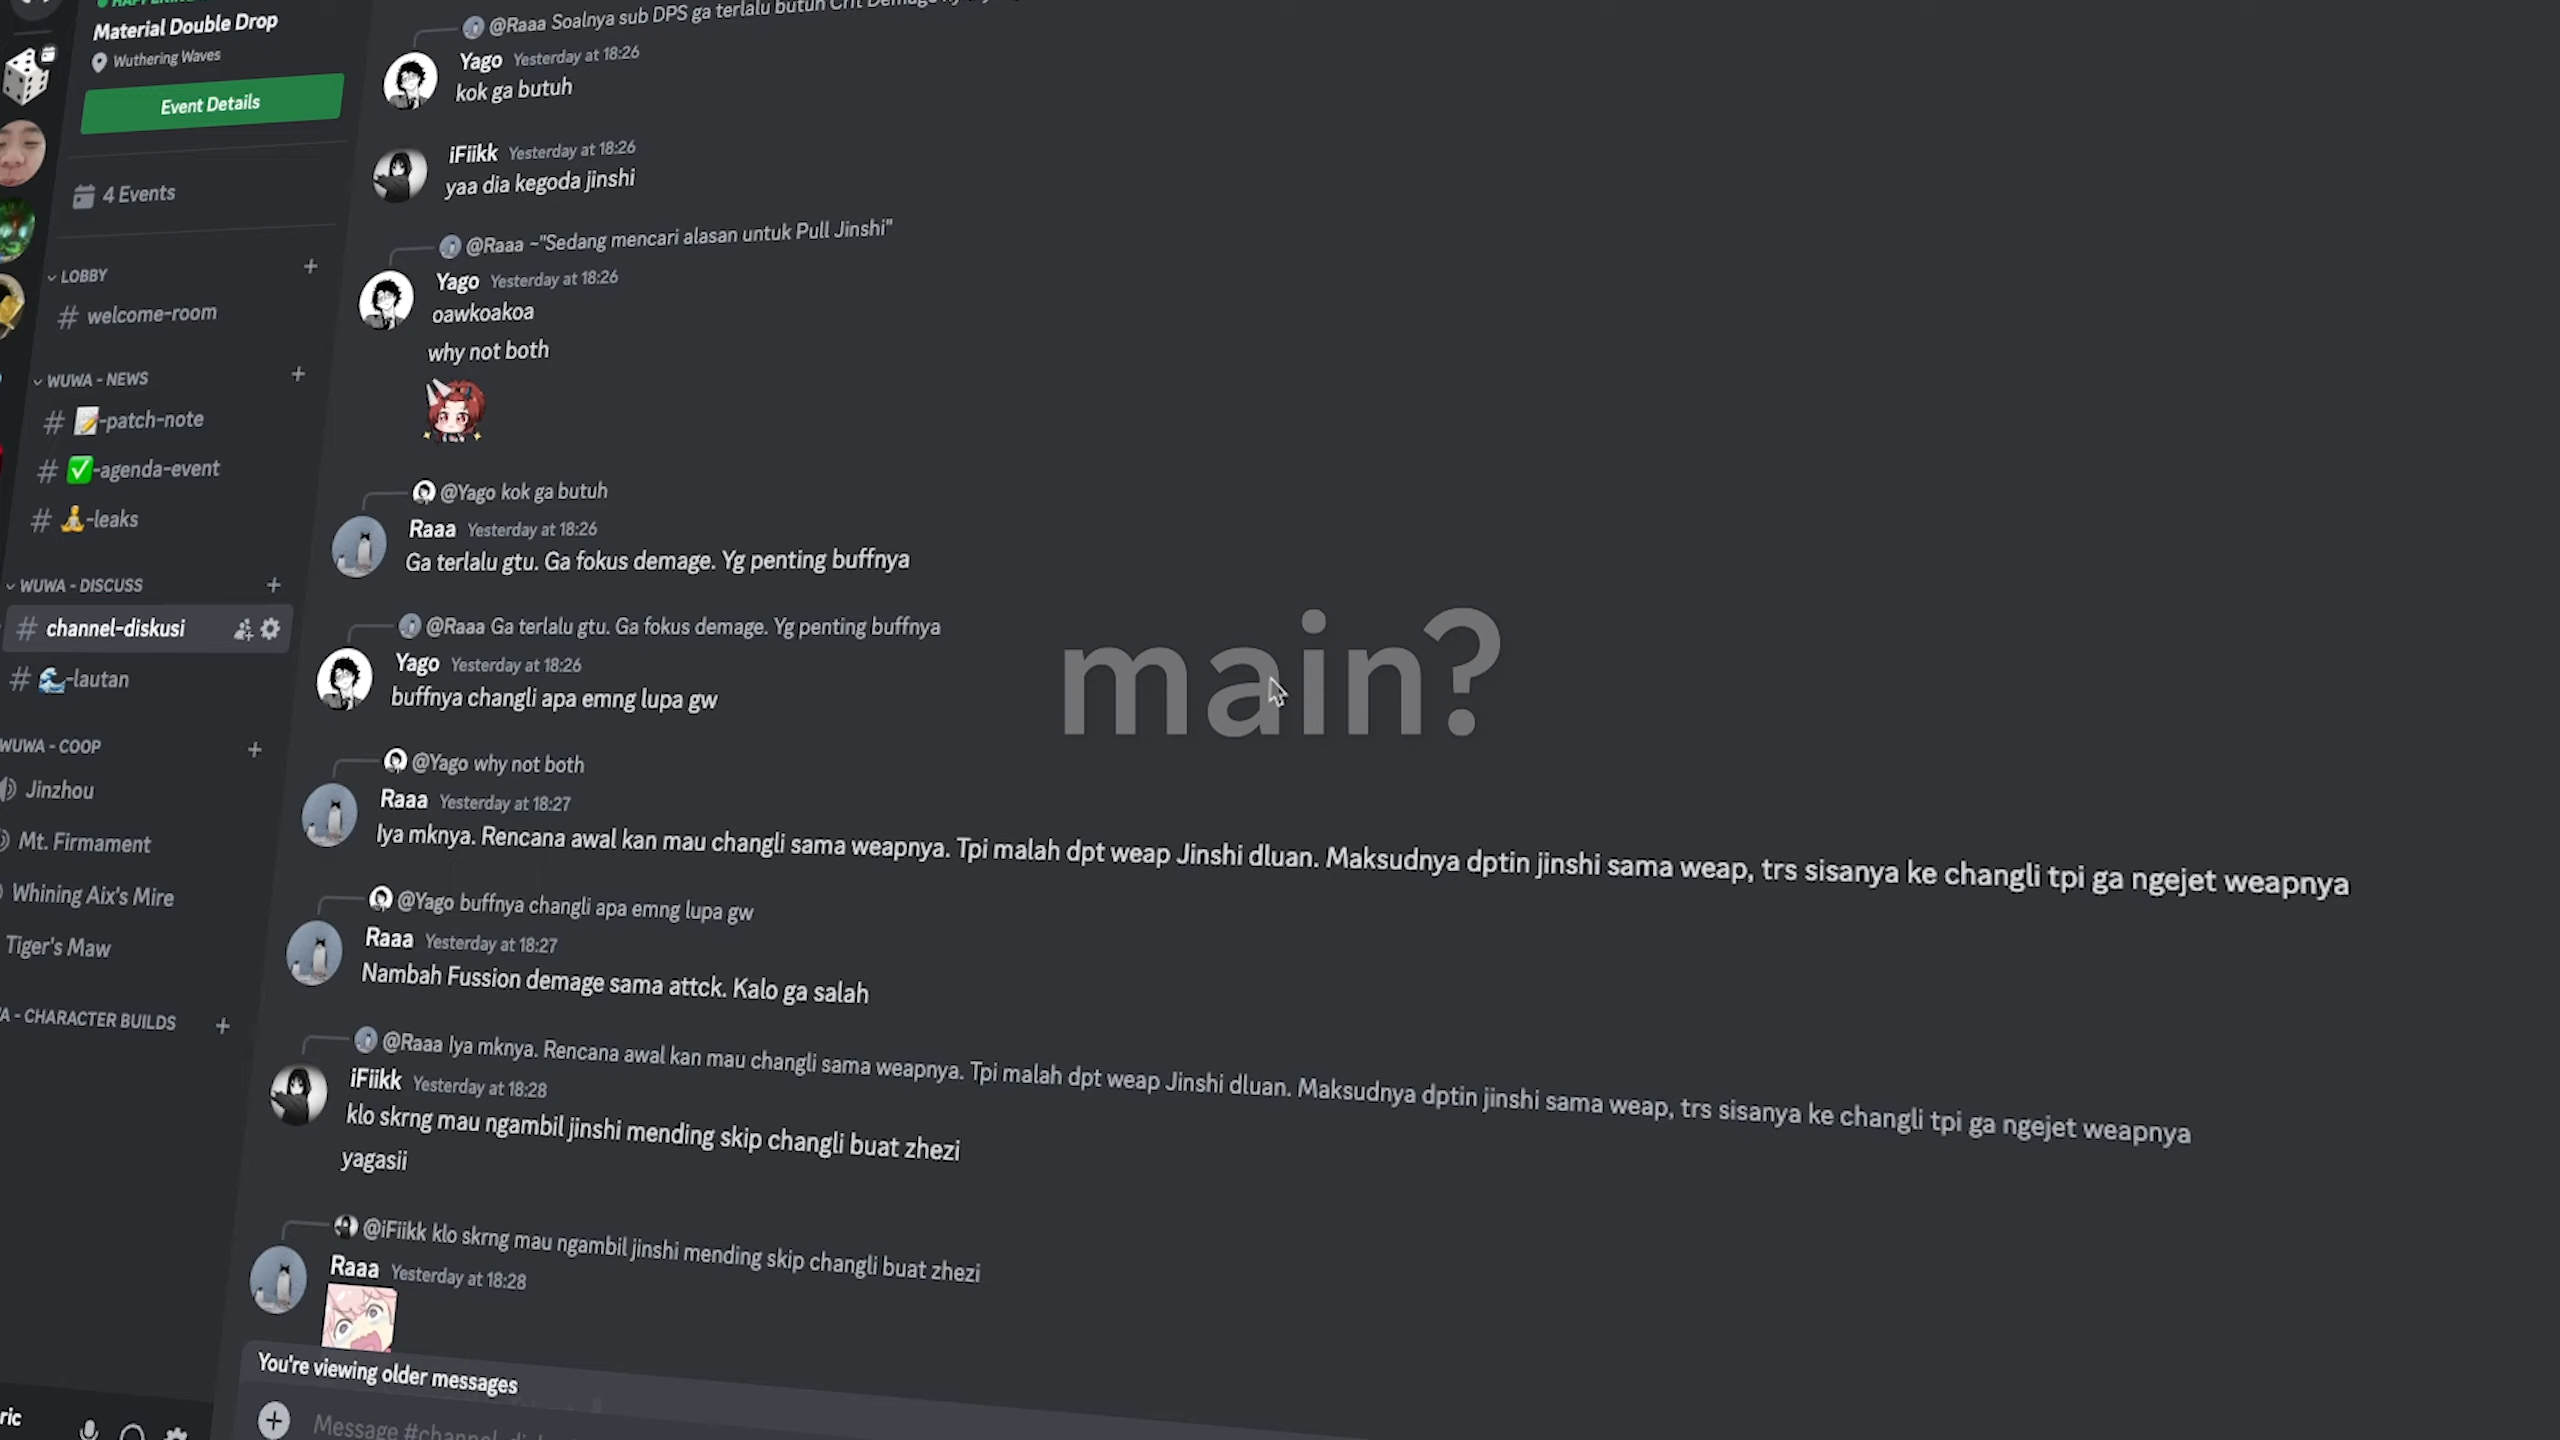 Material Double Drop
Wuthering Waves
Event Details
4 Events
LOBBY
welcome-room
WUWA - NEWS
📝-patch-note
✅-agenda-event
🧘-leaks
WUWA - DISCUSS
channel-diskusi
🌊-lautan
WUWA - COOP
Jinzhou
Mt. Firmament
Whining Aix's Mire
Tiger's Maw
- CHARACTER BUILDS
@Raaa Soalnya sub DPS ga terlalu butuh Crit
Yago Yesterday at 18:26
kok ga butuh
iFiikk Yesterday at 18:26
yaa dia kegoda jinshi
@Raaa ~"Sedang mencari alasan untuk Pull Jinshi"
Yago Yesterday at 18:26
oawkoakoa
why not both
@Yago kok ga butuh
Raaa Yesterday at 18:26
Ga terlalu gtu. Ga fokus demage. Yg penting buffnya
@Raaa Ga terlalu gtu. Ga fokus demage. Yg penting buffnya
Yago Yesterday at 18:26
buffnya changli apa emng lupa gw
main?
@Yago why not both
Raaa Yesterday at 18:27
Iya mknya. Rencana awal kan mau changli sama weapnya. Tpi malah dpt weap Jinshi dluan. Maksudnya dptin jinshi sama weap, trs sisanya ke changli tpi ga ngejet weapnya
@Yago buffnya changli apa emng lupa gw
Raaa Yesterday at 18:27
Nambah Fussion demage sama attck. Kalo ga salah
@Raaa Iya mknya. Rencana awal kan mau changli sama weapnya. Tpi malah dpt weap Jinshi dluan. Maksudnya dptin jinshi sama weap, trs sisanya ke changli tpi ga ngejet weapnya
iFiikk Yesterday at 18:28
klo skrng mau ngambil jinshi mending skip changli buat zhezi
yagasii
@iFiikk klo skrng mau ngambil jinshi mending skip changli buat zhezi
Raaa Yesterday at 18:28
You're viewing older messages
Message